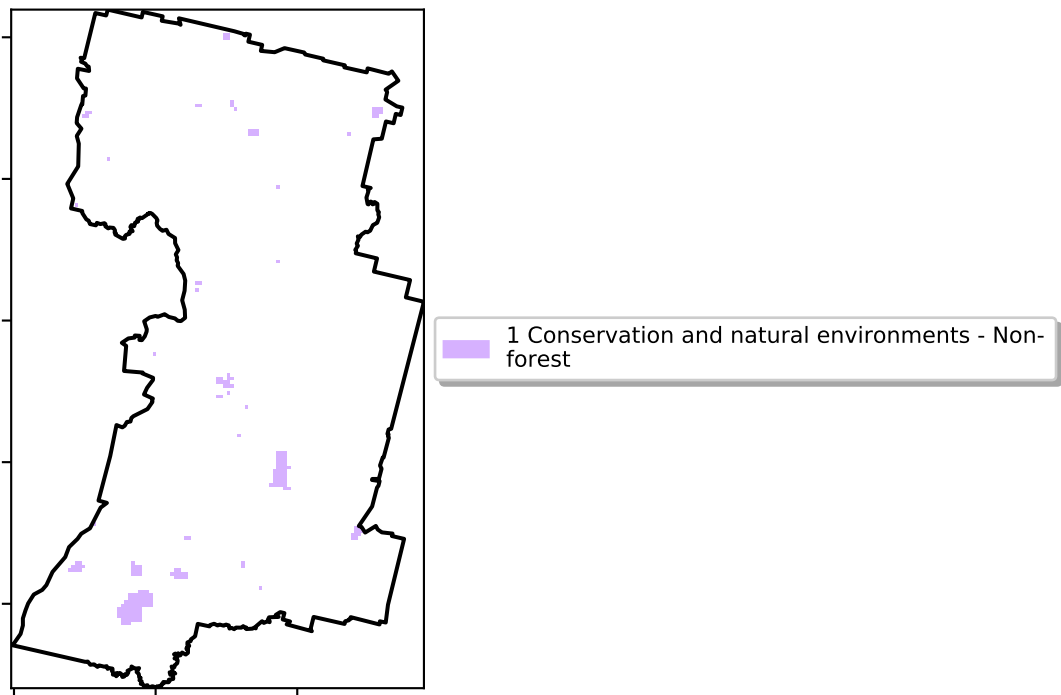 1 Conservation and natural environments - Non-
forest